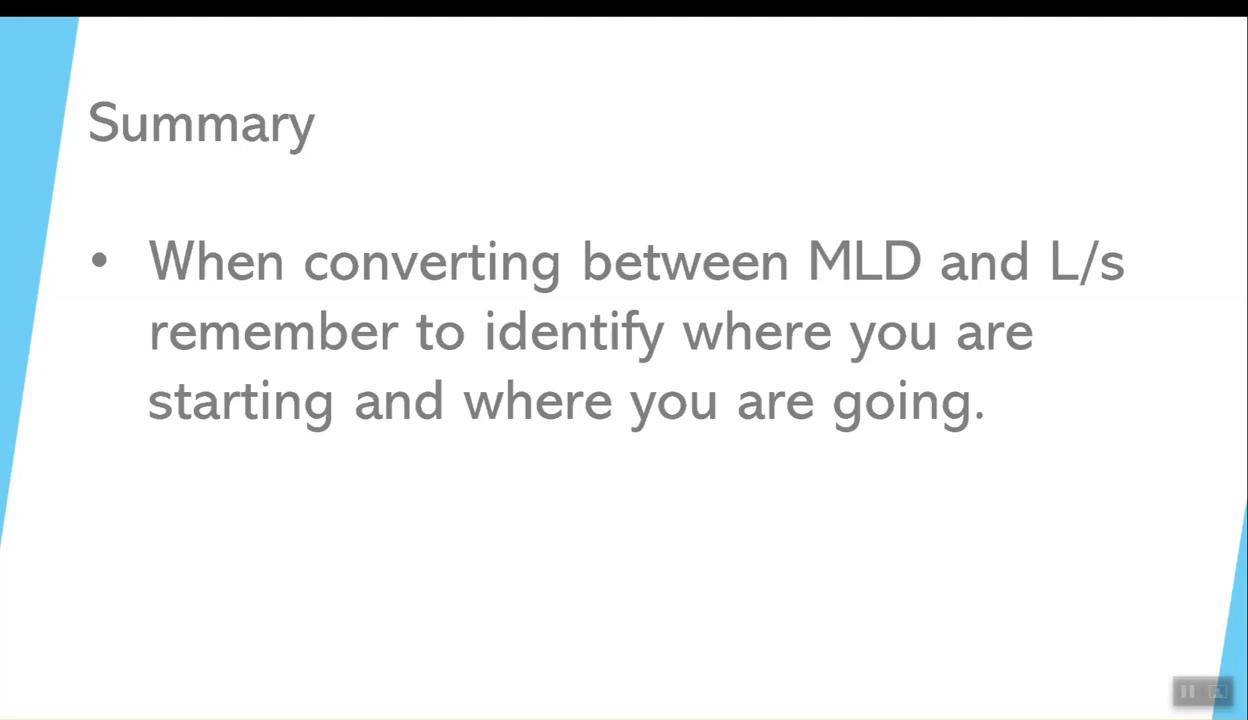 Summary
• When converting between MLD and L/s
remember to identify where you are
starting and where you are going.